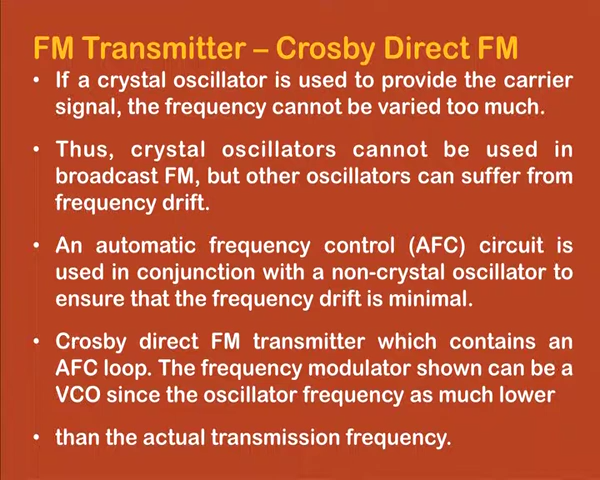 FM Transmitter – Crosby Direct FM
• If a crystal oscillator is used to provide the carrier
signal, the frequency cannot be varied too much.
• Thus, crystal oscillators cannot be used in
broadcast FM, but other oscillators can suffer from
frequency drift.
• An automatic frequency control (AFC) circuit is
used in conjunction with a non-crystal oscillator to
ensure that the frequency drift is minimal.
• Crosby direct FM transmitter which contains an
AFC loop. The frequency modulator shown can be a
VCO since the oscillator frequency as much lower
• than the actual transmission frequency.